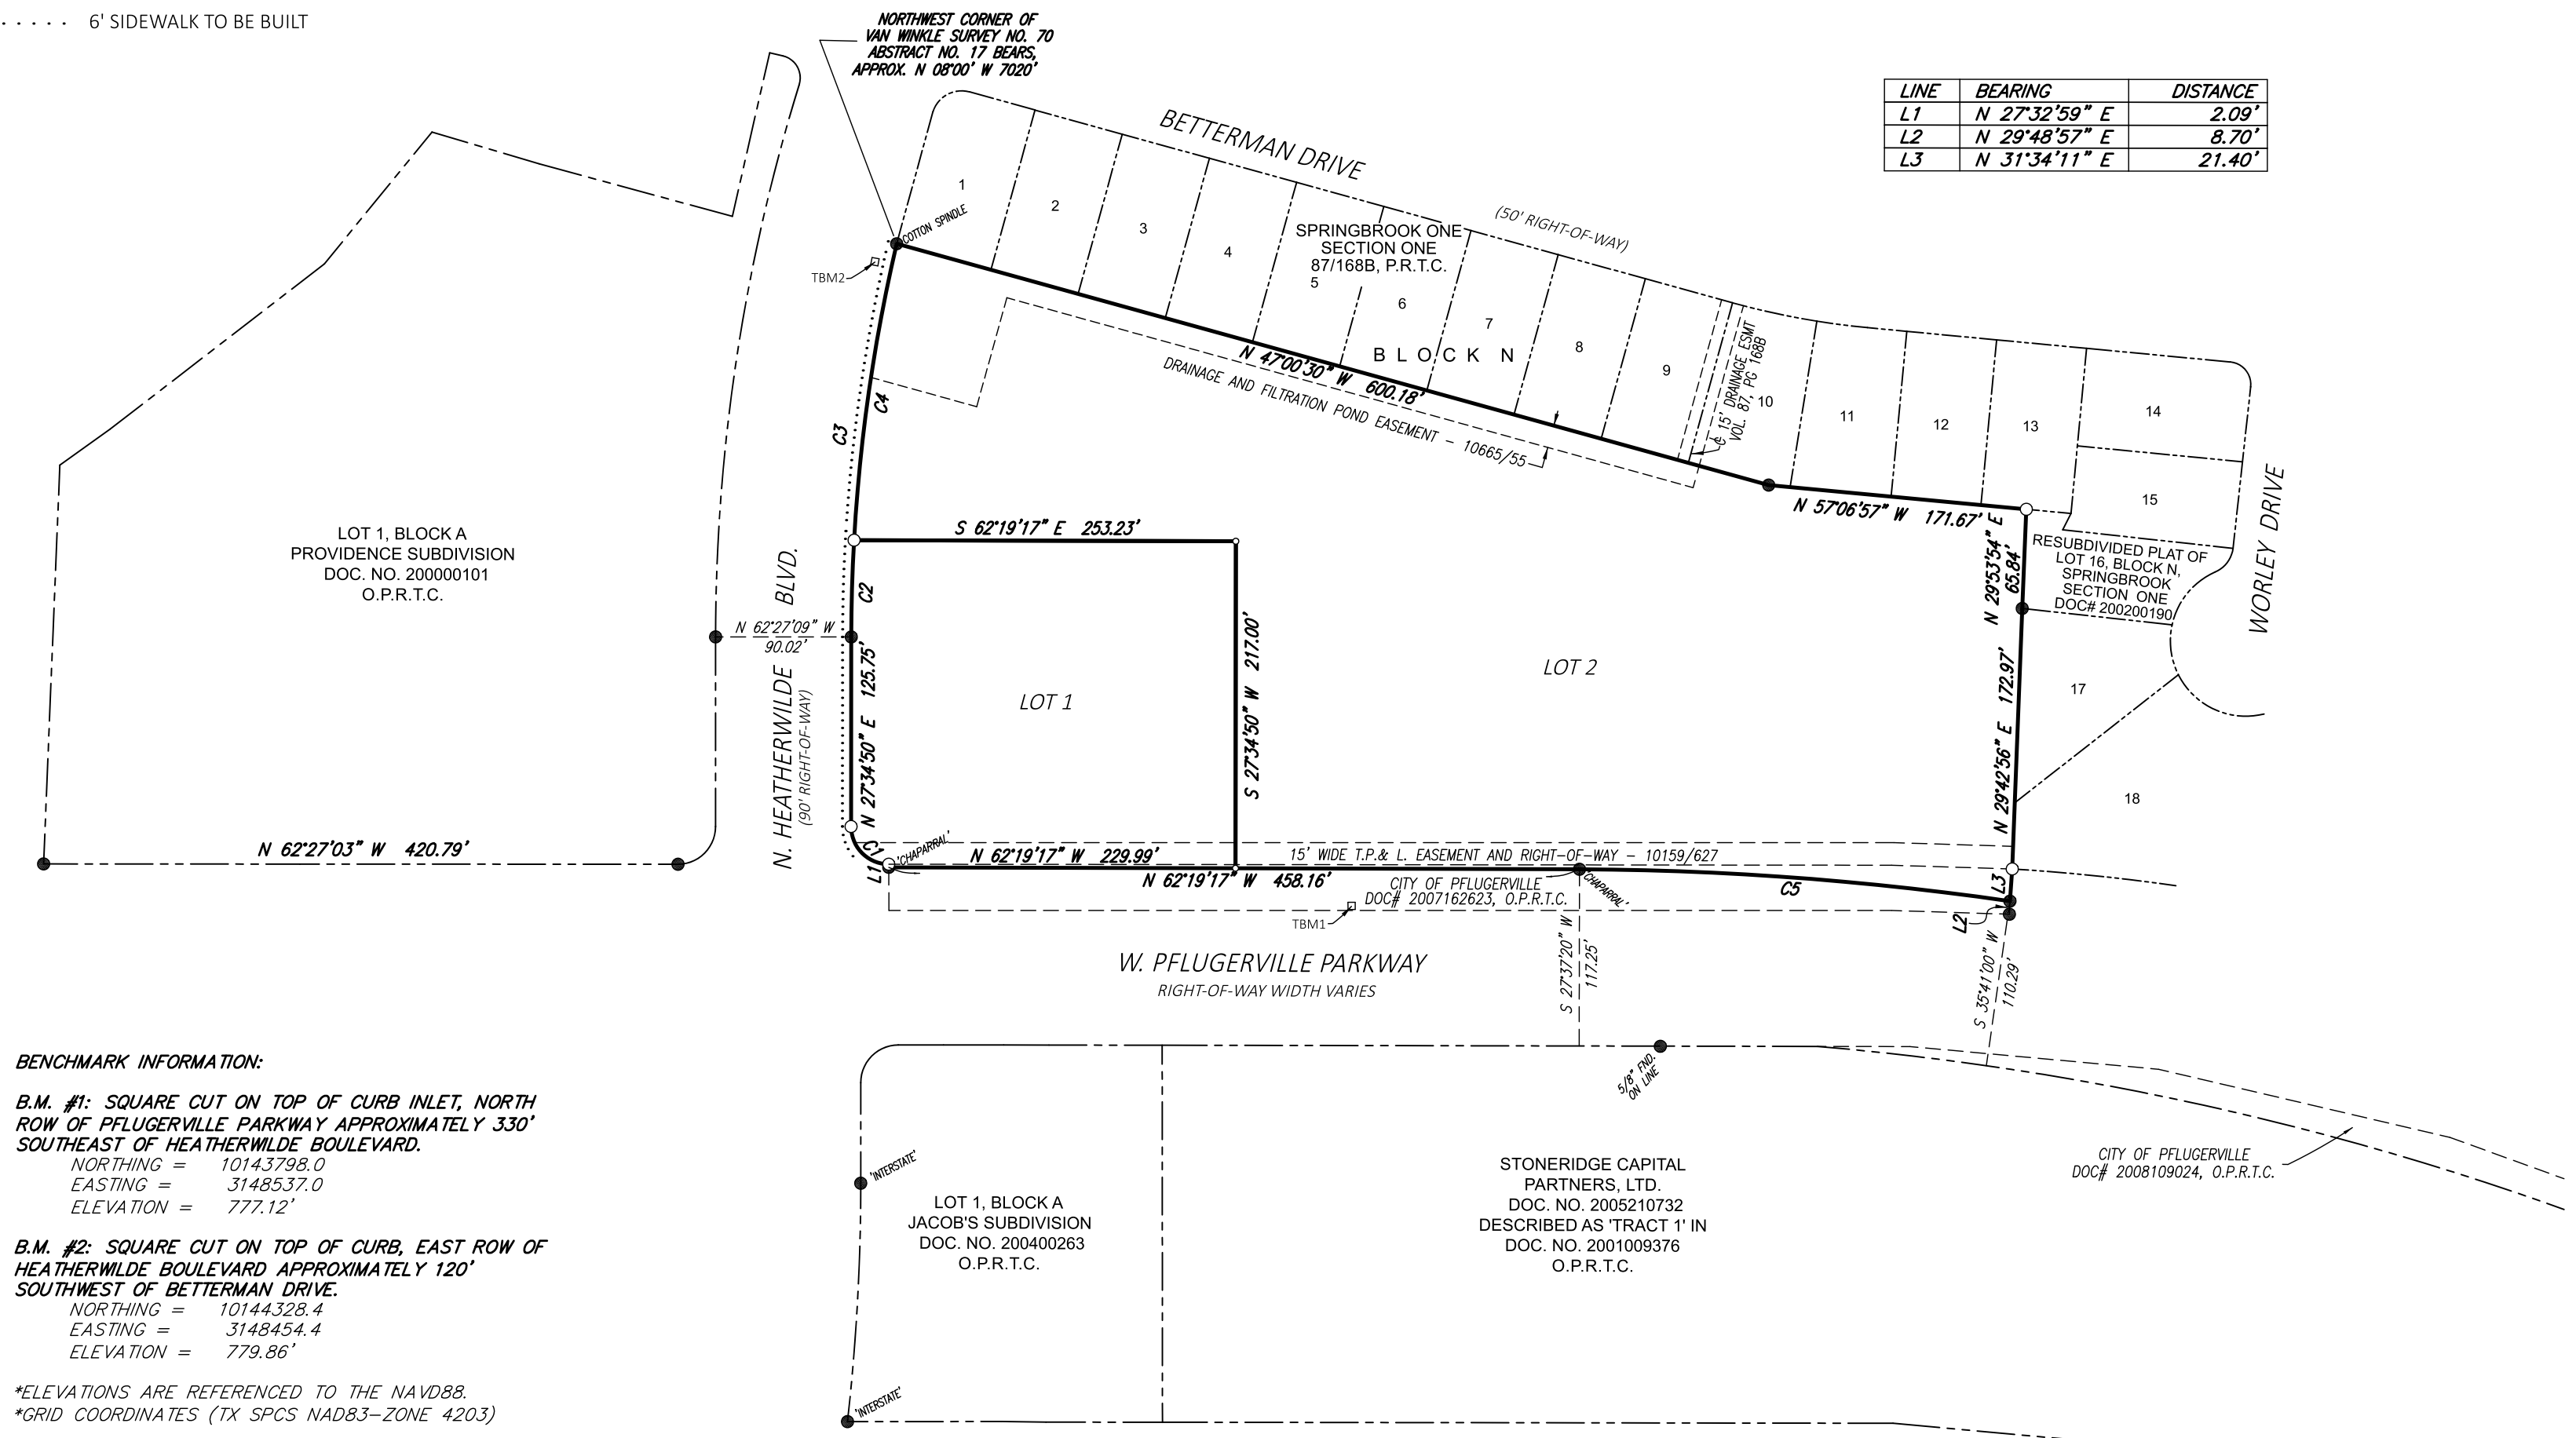 6' SIDEWALK TO BE BUILT
NORTHWEST CORNER OF
VAN WINKLE SURVEY NO. 70
ABSTRACT NO. 17 BEARS,
APPROX. N 08°00' W 7020'
LINE BEARING DISTANCE
L1 N 27°32'59" E 2.09'
L2 N 29°48'57" E 8.70'
L3 N 31°34'11" E 21.40'
BETTERMAN DRIVE
(50' RIGHT-OF-WAY)
COTTON SPINDLE
TBM2
1
2
3
4
SPRINGBROOK ONE
SECTION ONE
87/168B, P.R.T.C.
5
6
7
8
9
10
11
12
13
14
15
BLOCK N
N 47°00'30" W 600.18'
DRAINAGE AND FILTRATION POND EASEMENT - 10665/55
℄ 15' DRAINAGE ESMT
VOL. 87, PG 168B
N 57°06'57" W 171.67'
N 29°53'54" E
65.84'
RESUBDIVIDED PLAT OF
LOT 16, BLOCK N,
SPRINGBROOK
SECTION ONE
DOC# 200200190
WORLEY DRIVE
17
18
N 29°42'56" E 172.97'
C3
C4
C2
S 62°19'17" E 253.23'
S 27°34'50" W 217.00'
LOT 1
LOT 2
LOT 1, BLOCK A
PROVIDENCE SUBDIVISION
DOC. NO. 200000101
O.P.R.T.C.
N 62°27'03" W 420.79'
N. HEATHERWILDE BLVD.
(90' RIGHT-OF-WAY)
N 62°27'09" W
90.02'
N 27°34'50" E 125.75'
C1
L1
'CHAPARRAL'
N 62°19'17" W 229.99'
15' WIDE T.P.& L. EASEMENT AND RIGHT-OF-WAY - 10159/627
N 62°19'17" W 458.16'
CITY OF PFLUGERVILLE
DOC# 2007162623, O.P.R.T.C.
'CHAPARRAL'
C5
L3
L2
TBM1
W. PFLUGERVILLE PARKWAY
RIGHT-OF-WAY WIDTH VARIES
S 27°37'20" W
117.25'
S 35°41'00" W
110.29'
5/8" FND.
ON LINE
BENCHMARK INFORMATION:
B.M. #1: SQUARE CUT ON TOP OF CURB INLET, NORTH
ROW OF PFLUGERVILLE PARKWAY APPROXIMATELY 330'
SOUTHEAST OF HEATHERWILDE BOULEVARD.
NORTHING = 10143798.0
EASTING = 3148537.0
ELEVATION = 777.12'
B.M. #2: SQUARE CUT ON TOP OF CURB, EAST ROW OF
HEATHERWILDE BOULEVARD APPROXIMATELY 120'
SOUTHWEST OF BETTERMAN DRIVE.
NORTHING = 10144328.4
EASTING = 3148454.4
ELEVATION = 779.86'
*ELEVATIONS ARE REFERENCED TO THE NAVD88.
*GRID COORDINATES (TX SPCS NAD83-ZONE 4203)
'INTERSTATE'
LOT 1, BLOCK A
JACOB'S SUBDIVISION
DOC. NO. 200400263
O.P.R.T.C.
'INTERSTATE'
STONERIDGE CAPITAL
PARTNERS, LTD.
DOC. NO. 2005210732
DESCRIBED AS 'TRACT 1' IN
DOC. NO. 2001009376
O.P.R.T.C.
CITY OF PFLUGERVILLE
DOC# 2008109024, O.P.R.T.C.